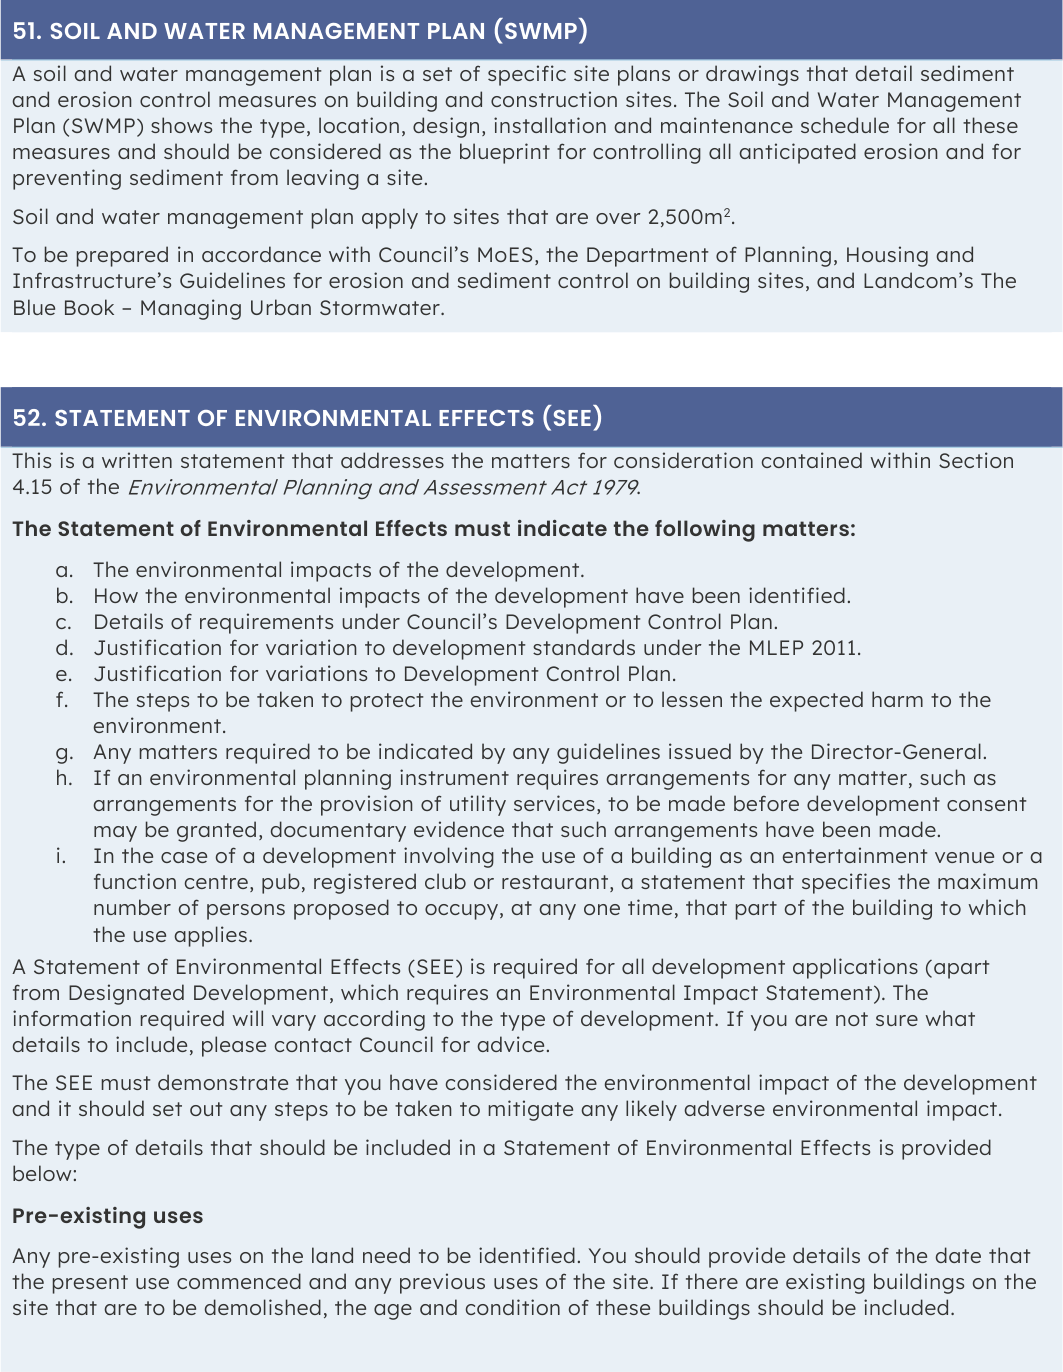 51. SOIL AND WATER MANAGEMENT PLAN (SWMP)
A soil and water management plan is a set of specific site plans or drawings that detail sediment
and erosion control measures on building and construction sites. The Soil and Water Management
Plan (SWMP) shows the type, location, design, installation and maintenance schedule for all these
measures and should be considered as the blueprint for controlling all anticipated erosion and for
preventing sediment from leaving a site.
Soil and water management plan apply to sites that are over 2,500m².
To be prepared in accordance with Council’s MoES, the Department of Planning, Housing and
Infrastructure’s Guidelines for erosion and sediment control on building sites, and Landcom’s The
Blue Book – Managing Urban Stormwater.
52. STATEMENT OF ENVIRONMENTAL EFFECTS (SEE)
This is a written statement that addresses the matters for consideration contained within Section
4.15 of the Environmental Planning and Assessment Act 1979.
The Statement of Environmental Effects must indicate the following matters:
a. The environmental impacts of the development.
b. How the environmental impacts of the development have been identified.
c. Details of requirements under Council’s Development Control Plan.
d. Justification for variation to development standards under the MLEP 2011.
e. Justification for variations to Development Control Plan.
f. The steps to be taken to protect the environment or to lessen the expected harm to the
environment.
g. Any matters required to be indicated by any guidelines issued by the Director-General.
h. If an environmental planning instrument requires arrangements for any matter, such as
arrangements for the provision of utility services, to be made before development consent
may be granted, documentary evidence that such arrangements have been made.
i. In the case of a development involving the use of a building as an entertainment venue or a
function centre, pub, registered club or restaurant, a statement that specifies the maximum
number of persons proposed to occupy, at any one time, that part of the building to which
the use applies.
A Statement of Environmental Effects (SEE) is required for all development applications (apart
from Designated Development, which requires an Environmental Impact Statement). The
information required will vary according to the type of development. If you are not sure what
details to include, please contact Council for advice.
The SEE must demonstrate that you have considered the environmental impact of the development
and it should set out any steps to be taken to mitigate any likely adverse environmental impact.
The type of details that should be included in a Statement of Environmental Effects is provided
below:
Pre-existing uses
Any pre-existing uses on the land need to be identified. You should provide details of the date that
the present use commenced and any previous uses of the site. If there are existing buildings on the
site that are to be demolished, the age and condition of these buildings should be included.